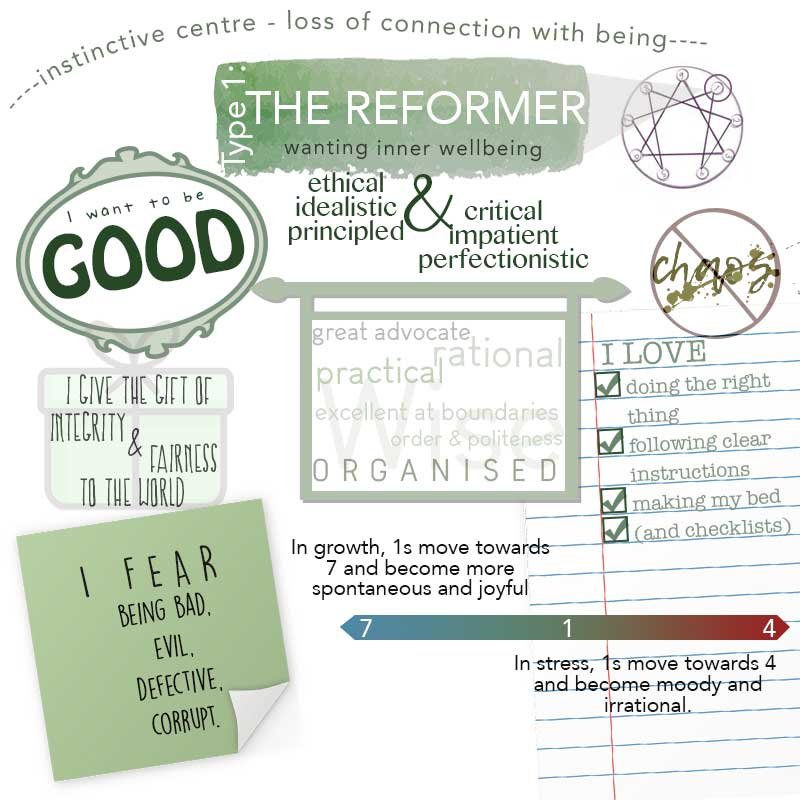 ----instinctive centre - loss of connection with being----
Type 1:
THE REFORMER
wanting inner wellbeing
ethical
idealistic
principled
&
critical
impatient
perfectionistic
I want to be
GOOD
chaos
great advocate
rational
practical
Wise
excellent at boundaries
order & politeness
ORGANISED
I GIVE THE GIFT OF
INTEGRITY
&
FAIRNESS
TO THE WORLD
I LOVE
doing the right
thing
following clear
instructions
making my bed
(and checklists)
I FEAR
BEING BAD,
EVIL,
DEFECTIVE,
CORRUPT.
In growth, 1s move towards
7 and become more
spontaneous and joyful
7 1 4
In stress, 1s move towards 4
and become moody and
irrational.